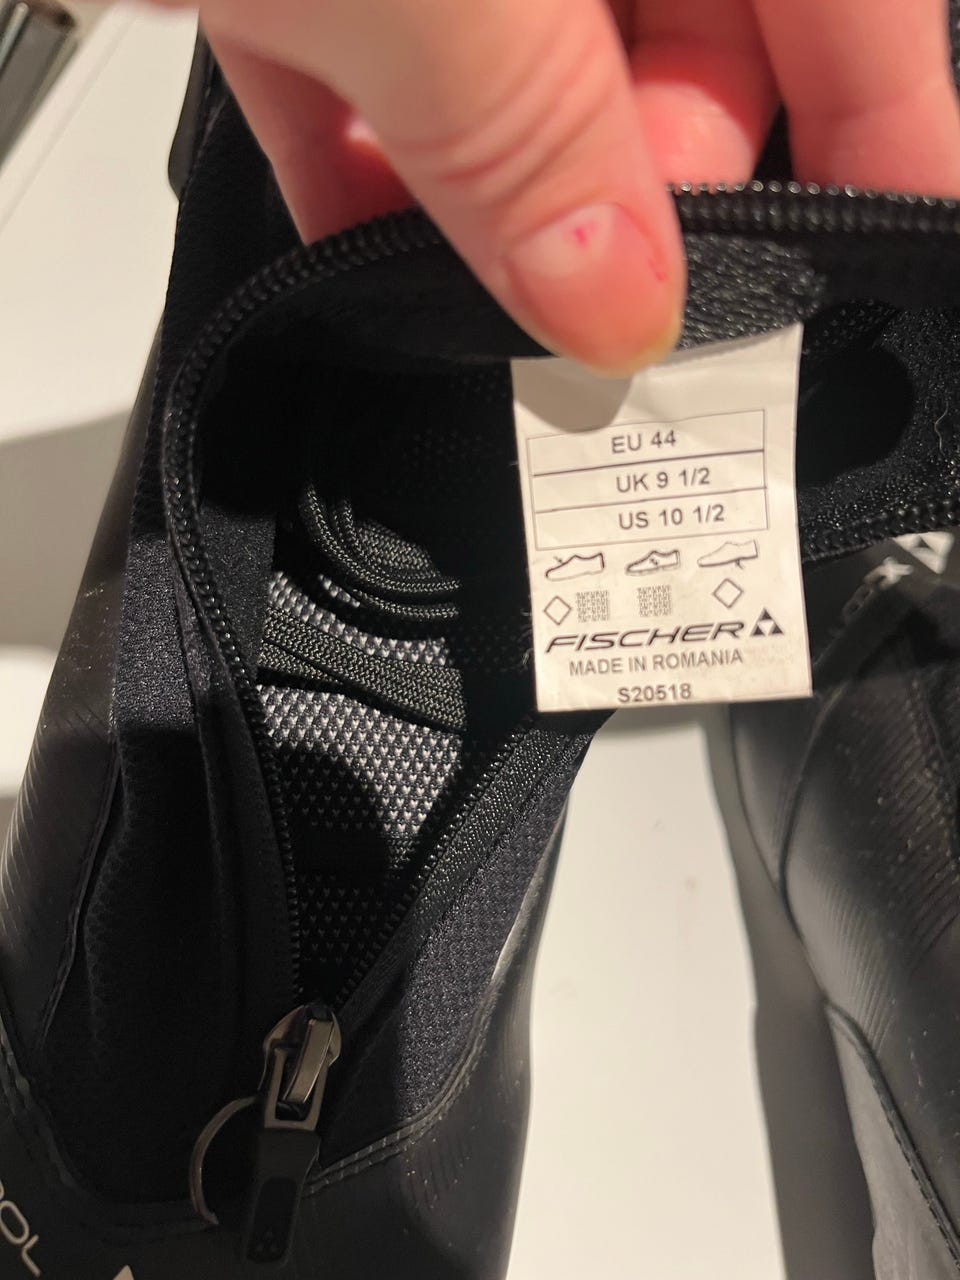 EU 44
UK 9 1/2
US 10 1/2
FISCHER
MADE IN ROMANIA
S20518